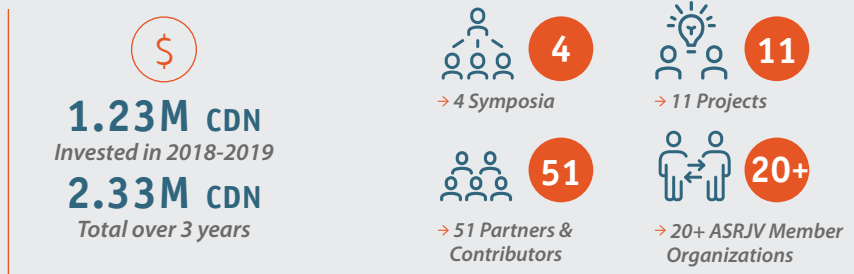 $
1.23M CDN
Invested in 2018-2019
2.33M CDN
Total over 3 years
4
→ 4 Symposia
11
→ 11 Projects
51
→ 51 Partners &
Contributors
20+
→ 20+ ASRJV Member
Organizations